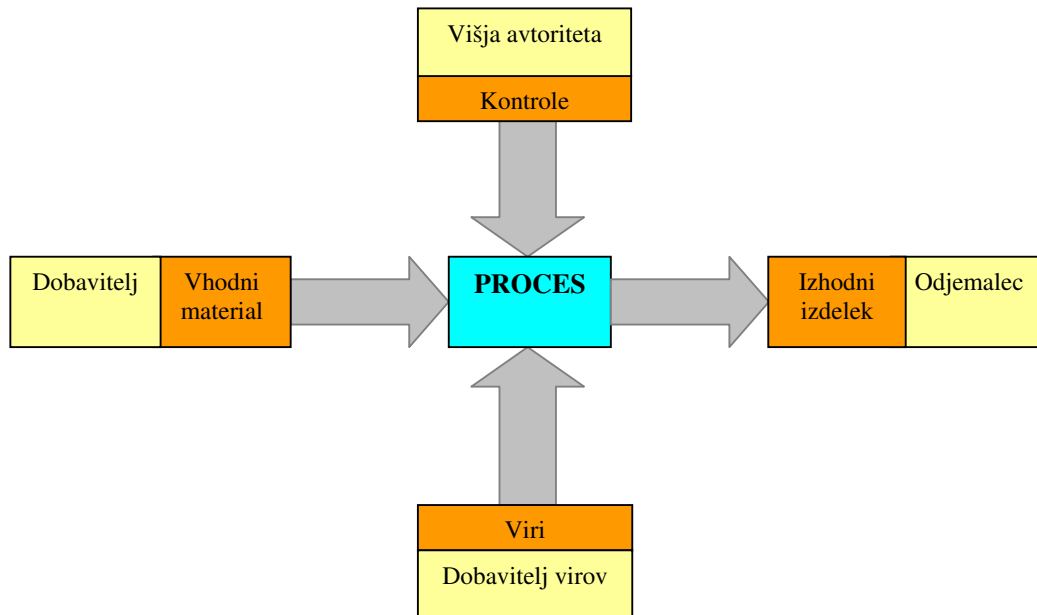 Višja avtoriteta
Kontrole
Dobavitelj
Vhodni
material
PROCES
Izhodni
izdelek
Odjemalec
Viri
Dobavitelj virov